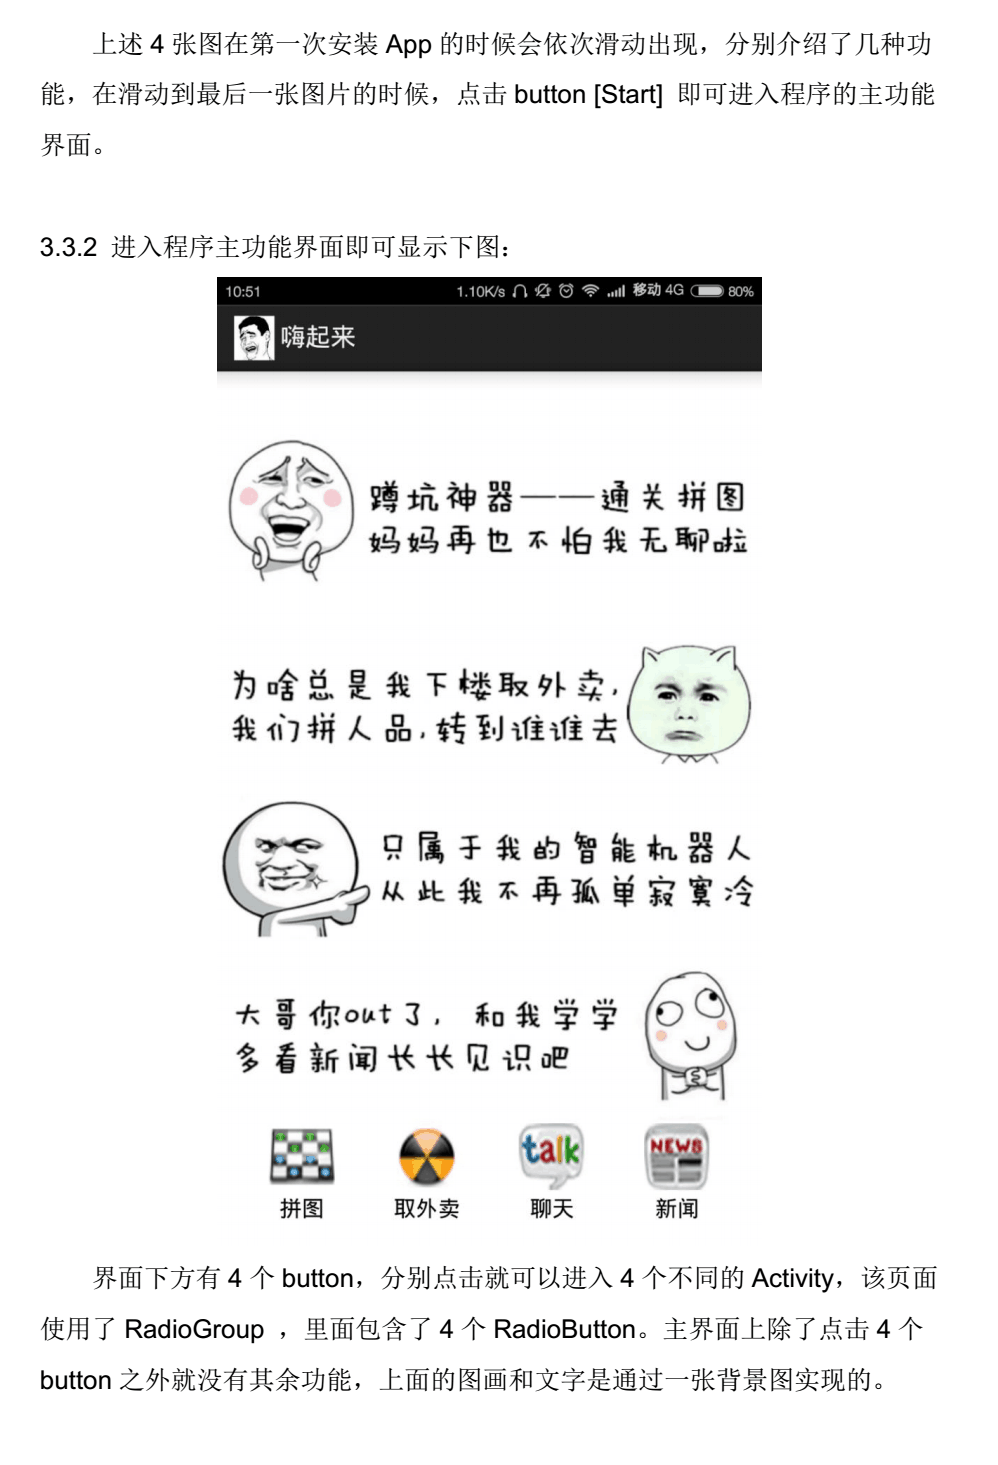 上述 4 张图在第一次安装 App 的时候会依次滑动出现，分别介绍了几种功
能，在滑动到最后一张图片的时候，点击 button [Start] 即可进入程序的主功能
界面。
3.3.2 进入程序主功能界面即可显示下图：
10:51 1.10K/s 移动 4G 80%
嗨起来
蹲坑神器——通关拼图
妈妈再也不怕我无聊啦
为啥总是我下楼取外卖，
我们拼人品，转到谁谁去
只属于我的智能机器人
从此我不再孤单寂寞冷
大哥你out了，和我学学
多看新闻长长见识吧
talk NEWS
拼图 取外卖 聊天 新闻
界面下方有 4 个 button，分别点击就可以进入 4 个不同的 Activity，该页面
使用了 RadioGroup ，里面包含了 4 个 RadioButton。主界面上除了点击 4 个
button 之外就没有其余功能，上面的图画和文字是通过一张背景图实现的。